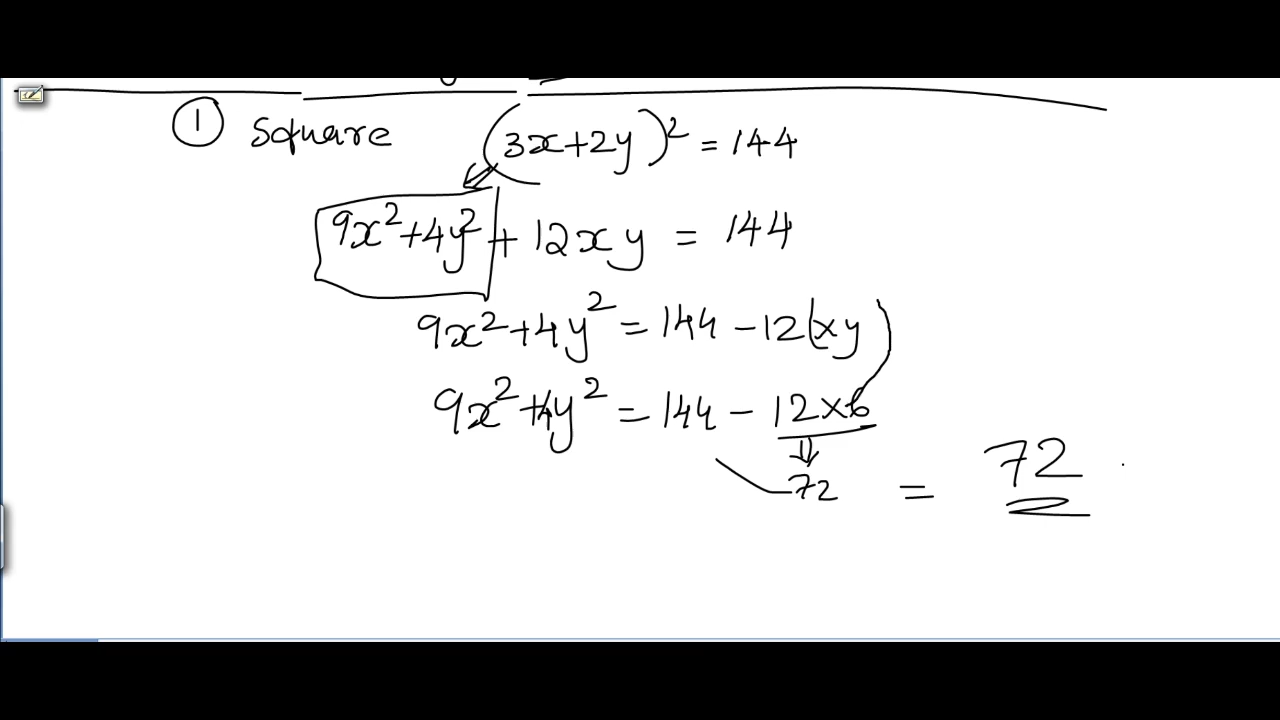 ① Square (3x+2y)² = 144
9x²+4y² + 12xy = 144
9x²+4y² = 144 - 12(xy)
9x²+4y² = 144 - 12×6
72 = 72